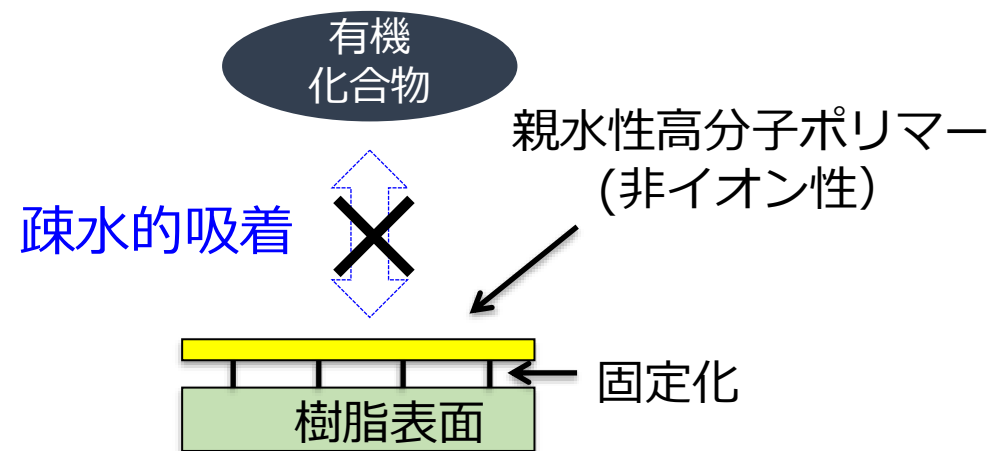 有機
化合物
親水性高分子ポリマー
(非イオン性）
疎水的吸着
固定化
樹脂表面